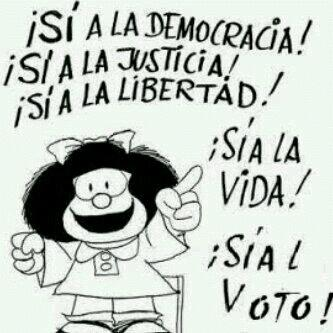 ¡SÍ A LA DEMOCRACIA!
¡SÍ A LA JUSTICIA!
¡SÍ A LA LIBERTAD!
¡SÍ A LA
VIDA!
¡SÍ A L
VOTO!